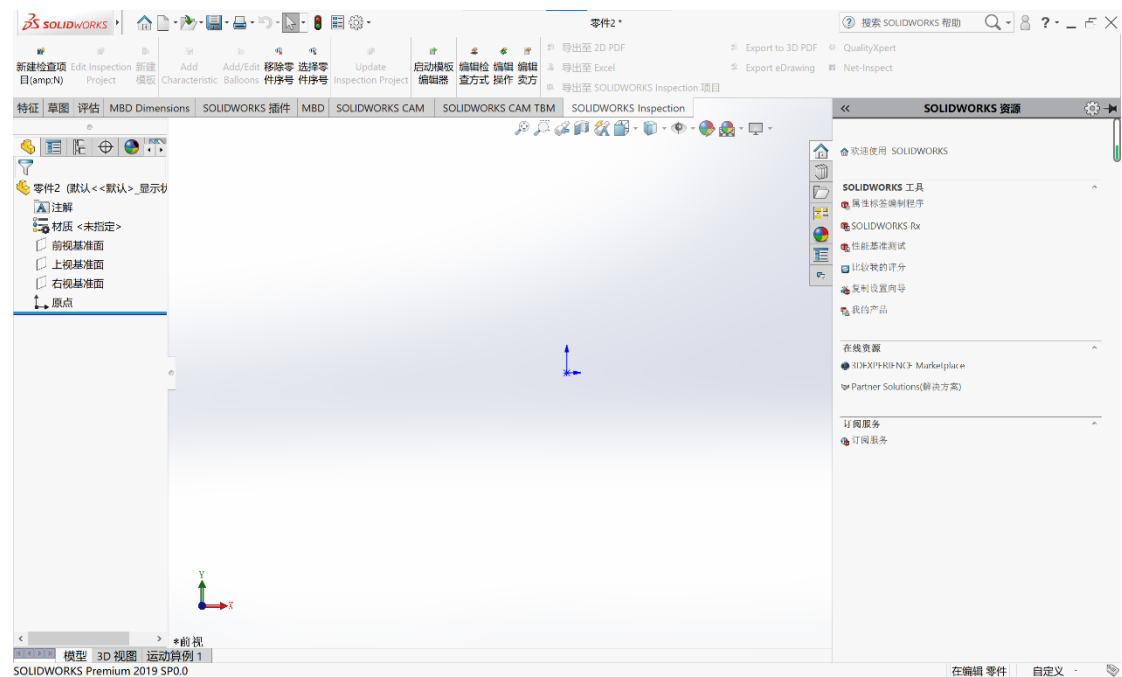 SOLIDWORKS
零件2 *
搜索 SOLIDWORKS 帮助
新建检查项目(amp;N)
Edit Inspection Project
新建模板
Add Characteristic
Add/Edit Balloons
移除零件序号
选择零件序号
Update Inspection Project
启动模板编辑器
编辑检查方式
编辑操作
编辑卖方
导出至 2D PDF
导出至 Excel
导出至 SOLIDWORKS Inspection 项目
Export to 3D PDF
Export eDrawing
QualityXpert
Net-Inspect
特征 草图 评估 MBD Dimensions SOLIDWORKS 插件 MBD SOLIDWORKS CAM SOLIDWORKS CAM TBM SOLIDWORKS Inspection
零件2 (默认<<默认>_显示状
注解
材质 <未指定>
前视基准面
上视基准面
右视基准面
原点
Y
X
*前视
模型 3D 视图 运动算例 1
SOLIDWORKS Premium 2019 SP0.0
SOLIDWORKS 资源
欢迎使用 SOLIDWORKS
SOLIDWORKS 工具
属性标签编制程序
SOLIDWORKS Rx
性能基准测试
比较我的评分
复制设置向导
我的产品
在线资源
3DEXPERIENCE Marketplace
Partner Solutions(解决方案)
订阅服务
订阅服务
在编辑 零件
自定义